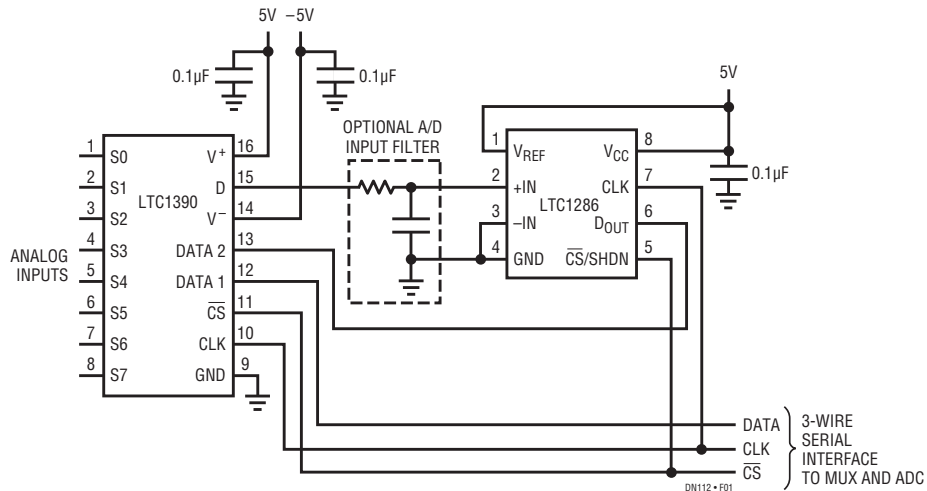 5V
–5V
0.1µF
0.1µF
5V
OPTIONAL A/D
INPUT FILTER
0.1µF
ANALOG
INPUTS
LTC1390
1 S0
2 S1
3 S2
4 S3
5 S4
6 S5
7 S6
8 S7
V+ 16
D 15
V– 14
DATA 2 13
DATA 1 12
CS 11
CLK 10
GND 9
LTC1286
1 VREF
2 +IN
3 –IN
4 GND
VCC 8
CLK 7
DOUT 6
CS/SHDN 5
DATA
CLK
CS
3-WIRE
SERIAL
INTERFACE
TO MUX AND ADC
DN112 • F01